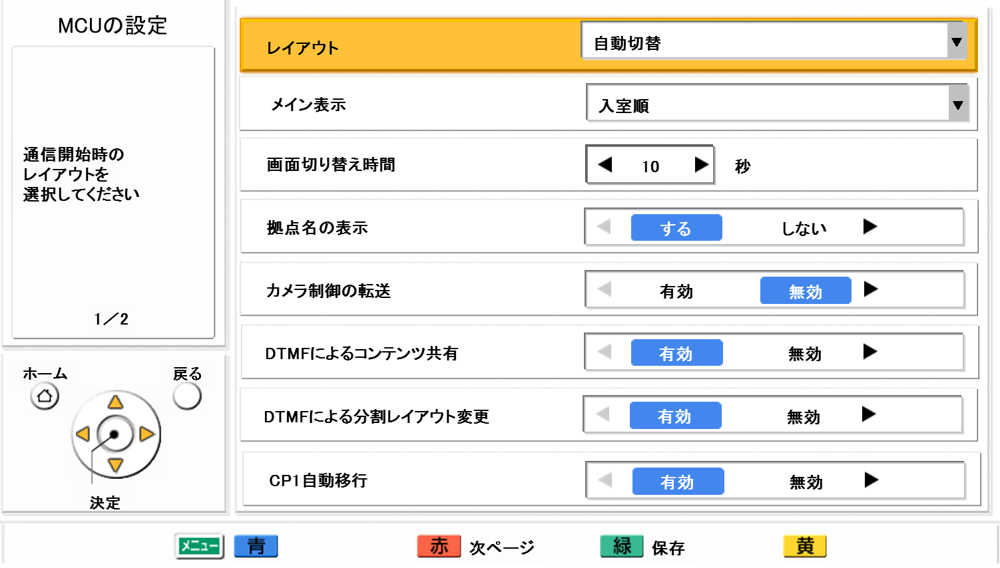 MCUの設定
通信開始時の
レイアウトを
選択してください
1／2
ホーム
戻る
決定
レイアウト 自動切替 ▼
メイン表示 入室順 ▼
画面切り替え時間 ◀ 10 ▶ 秒
拠点名の表示 ◀ する しない ▶
カメラ制御の転送 ◀ 有効 無効 ▶
DTMFによるコンテンツ共有 ◀ 有効 無効 ▶
DTMFによる分割レイアウト変更 ◀ 有効 無効 ▶
CP1自動移行 ◀ 有効 無効 ▶
メニュー 青 赤 次ページ 緑 保存 黄